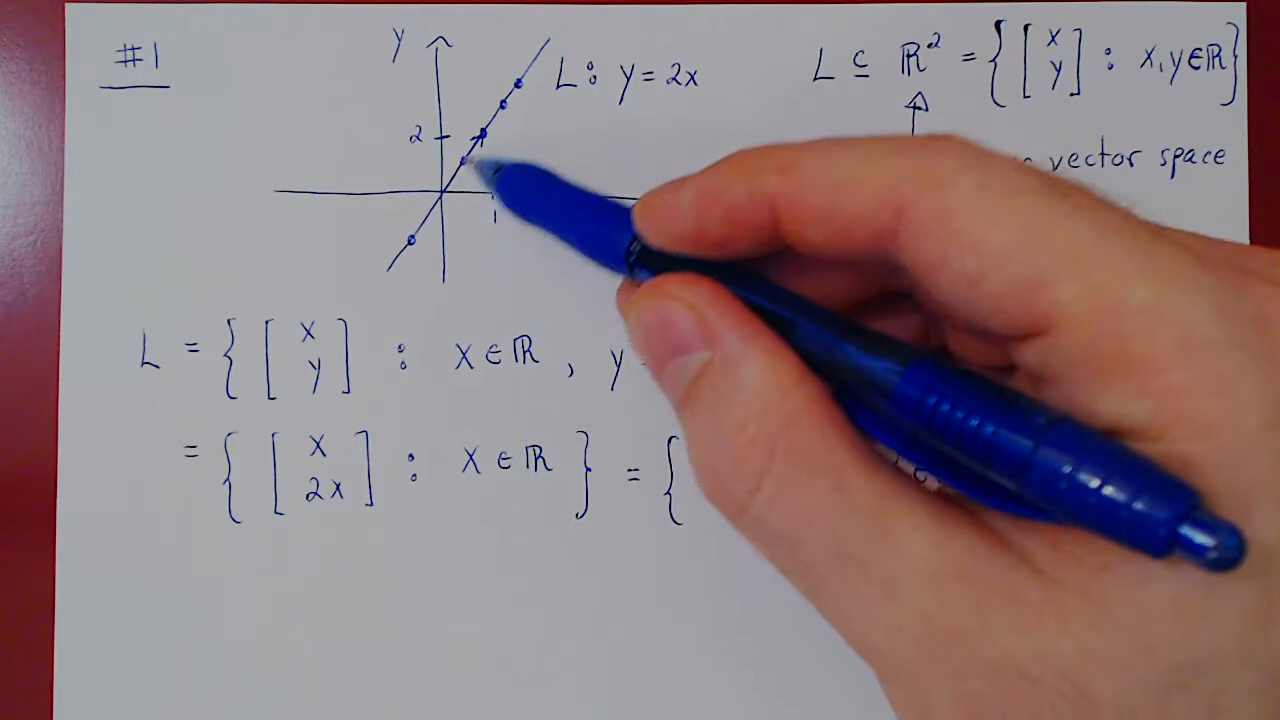 #1
y
L: y = 2x
L ⊆ ℝ² = { [ x y ] : x, y ∈ ℝ }
2
vector space
1
L = { [ x y ] : x ∈ ℝ , y
= { [ x 2x ] : x ∈ ℝ } = {